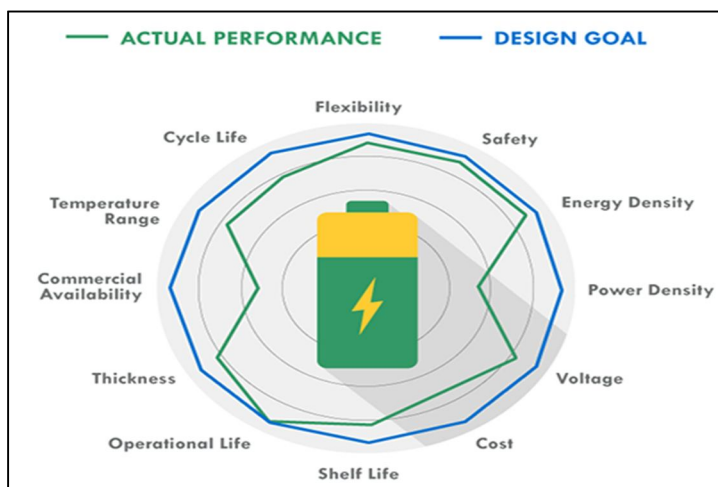 ACTUAL PERFORMANCE
DESIGN GOAL
Flexibility
Cycle Life
Safety
Temperature
Range
Energy Density
Commercial
Availability
Power Density
Thickness
Voltage
Operational Life
Cost
Shelf Life